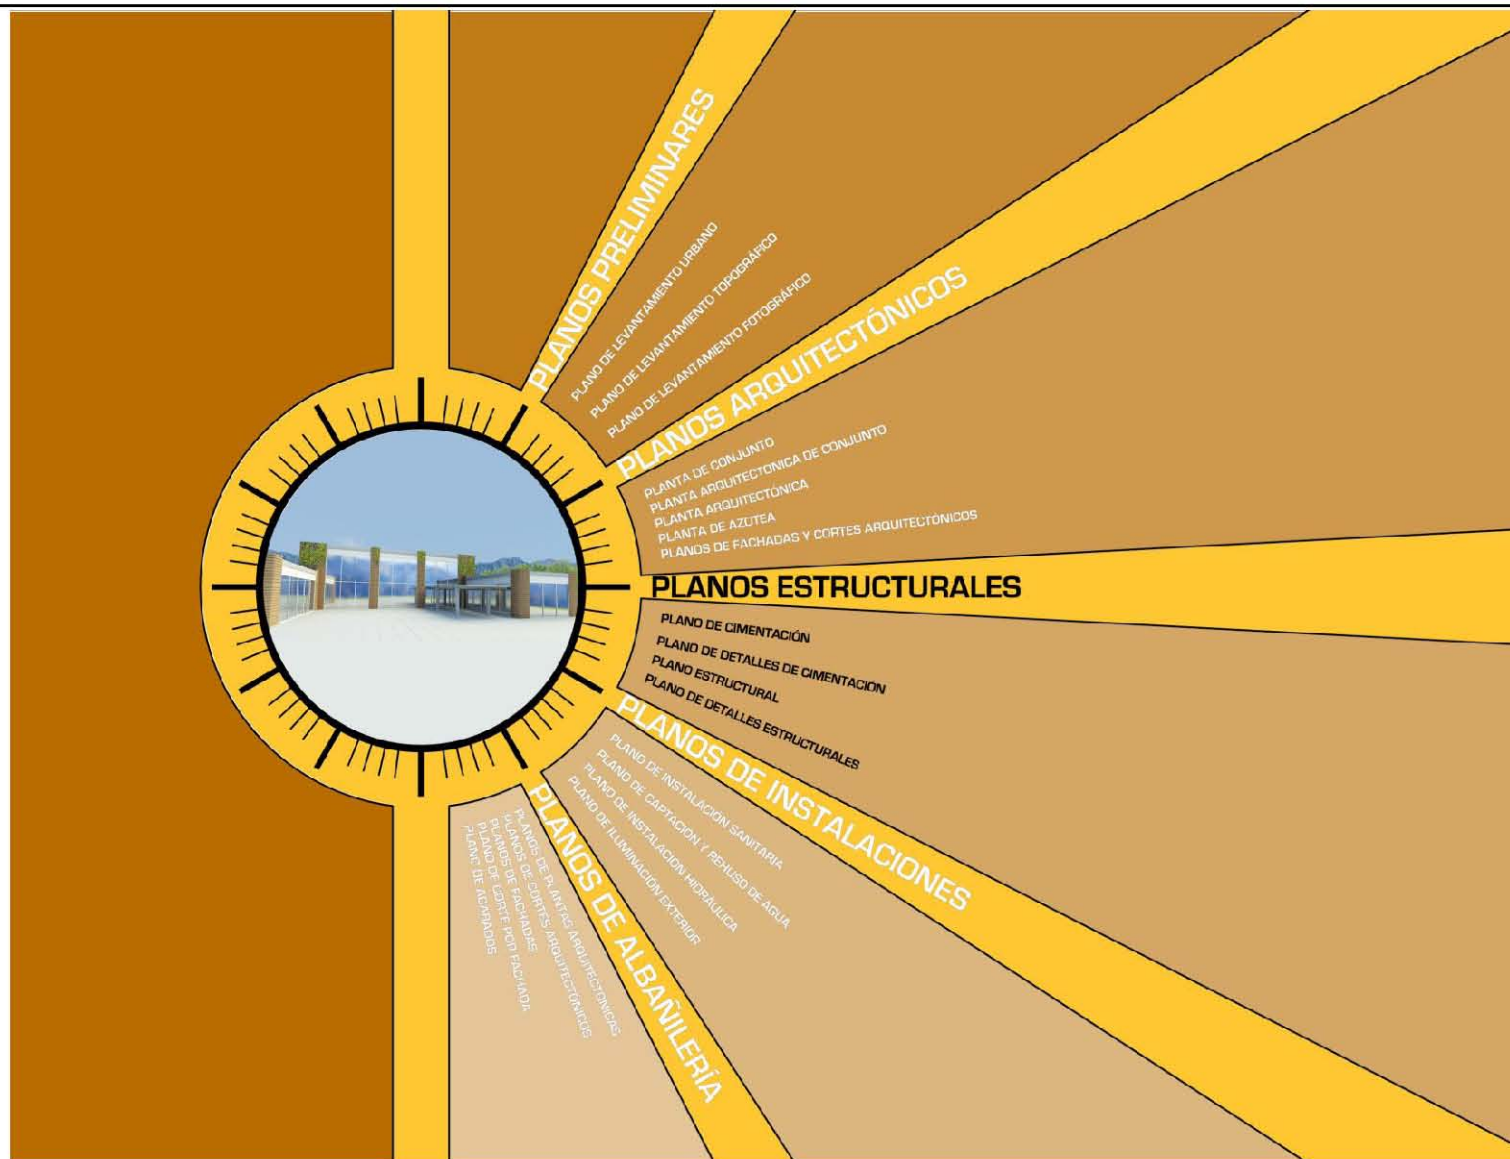 PLANOS PRELIMINARES
PLANO DE LEVANTAMIENTO URBANO
PLANO DE LEVANTAMIENTO TOPOGRÁFICO
PLANO DE LEVANTAMIENTO FOTOGRÁFICO
PLANOS ARQUITECTÓNICOS
PLANTA DE CONJUNTO
PLANTA ARQUITECTONICA DE CONJUNTO
PLANTA ARQUITECTÓNICA
PLANTA DE AZOTEA
PLANOS DE FACHADAS Y CORTES ARQUITECTÓNICOS
PLANOS ESTRUCTURALES
PLANO DE CIMENTACIÓN
PLANO DE DETALLES DE CIMENTACIÓN
PLANO ESTRUCTURAL
PLANO DE DETALLES ESTRUCTURALES
PLANOS DE INSTALACIONES
PLANO DE INSTALACIÓN SANITARIA
PLANO DE CAPTACIÓN Y REHUSO DE AGUA
PLANO DE INSTALACIÓN HIDRÁULICA
PLANO DE ILUMINACIÓN EXTERIOR
PLANOS DE ALBAÑILERÍA
PLANOS DE PLANTAS ARQUITECTONICAS
PLANOS DE CORTES ARQUITECTÓNICOS
PLANOS DE FACHADAS
PLANO DE CORTE POR FACHADA
PLANO DE ACABADOS